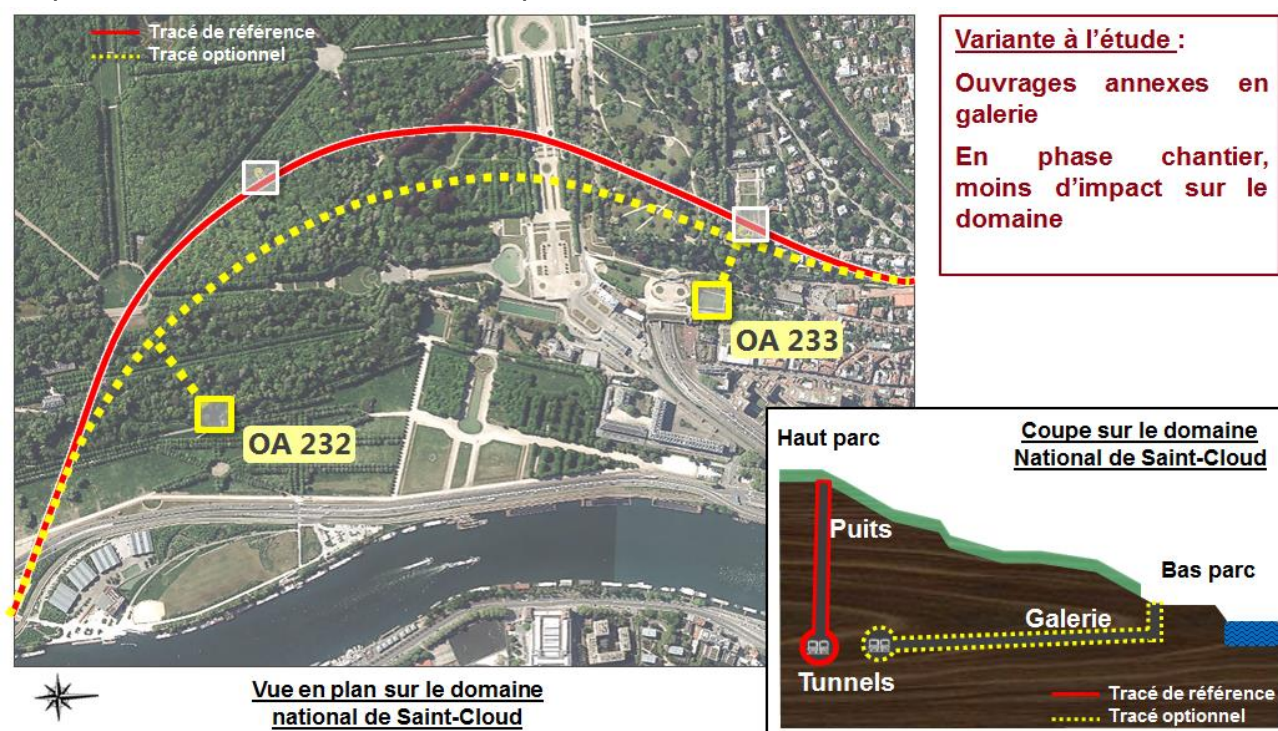 Tracé de référence
Tracé optionnel
OA 232
OA 233
Vue en plan sur le domaine
national de Saint-Cloud
Variante à l'étude :
Ouvrages annexes en
galerie
En phase chantier,
moins d'impact sur le
domaine
Coupe sur le domaine
National de Saint-Cloud
Haut parc
Puits
Bas parc
Galerie
Tunnels
Tracé de référence
Tracé optionnel